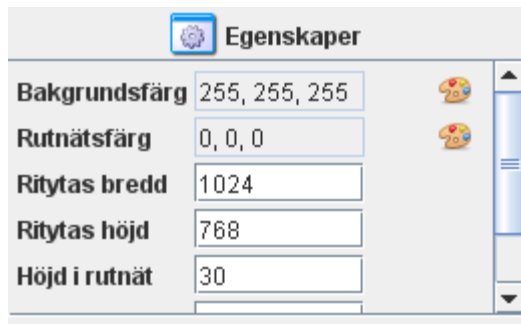 Egenskaper
Bakgrundsfärg 255, 255, 255
Rutnätsfärg 0, 0, 0
Ritytas bredd 1024
Ritytas höjd 768
Höjd i rutnät 30